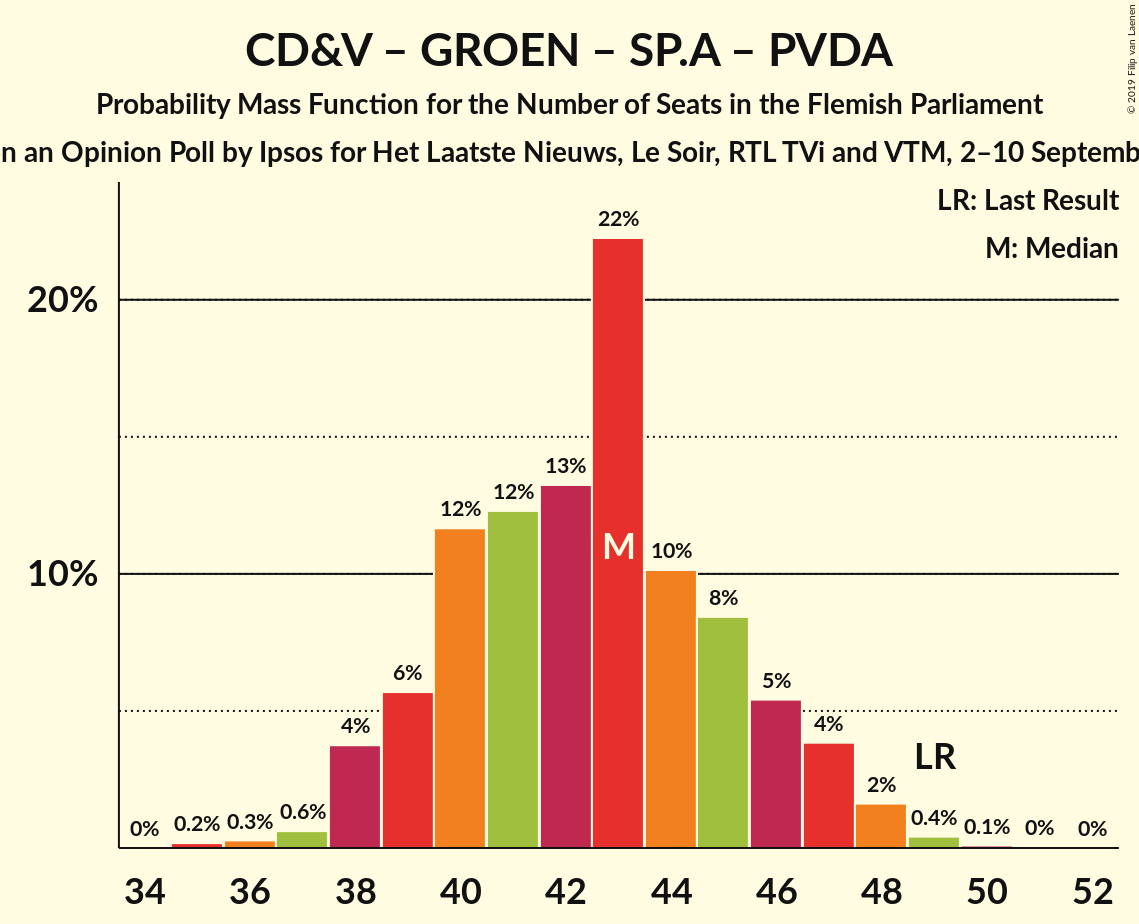 CD&V – GROEN – SP.A – PVDA
Probability Mass Function for the Number of Seats in the Flemish Parliament
n an Opinion Poll by Ipsos for Het Laatste Nieuws, Le Soir, RTL TVi and VTM, 2–10 Septemb
© 2019 Filip van Laenen
LR: Last Result
M: Median
22%
20%
13%
12%
12%
M
10%
10%
8%
6%
5%
4%
4%
LR
2%
0%
0.2%
0.3%
0.6%
0.4%
0.1%
0%
0%
34 36 38 40 42 44 46 48 50 52